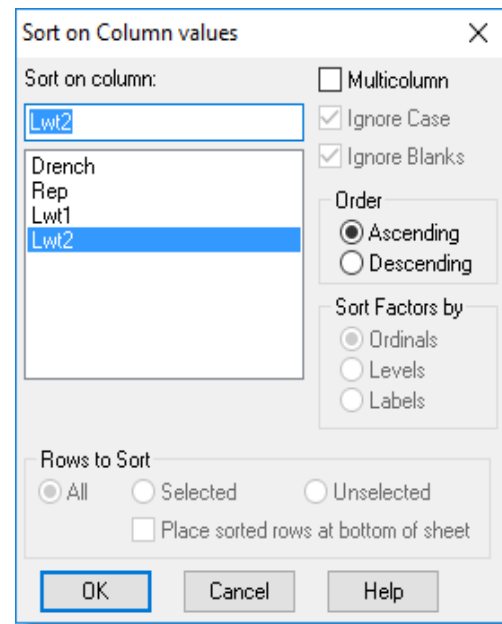 Sort on Column values
Sort on column:
Lwt2
Drench
Rep
Lwt1
Lwt2
Multicolumn
Ignore Case
Ignore Blanks
Order
Ascending
Descending
Sort Factors by
Ordinals
Levels
Labels
Rows to Sort
All Selected Unselected
Place sorted rows at bottom of sheet
OK Cancel Help